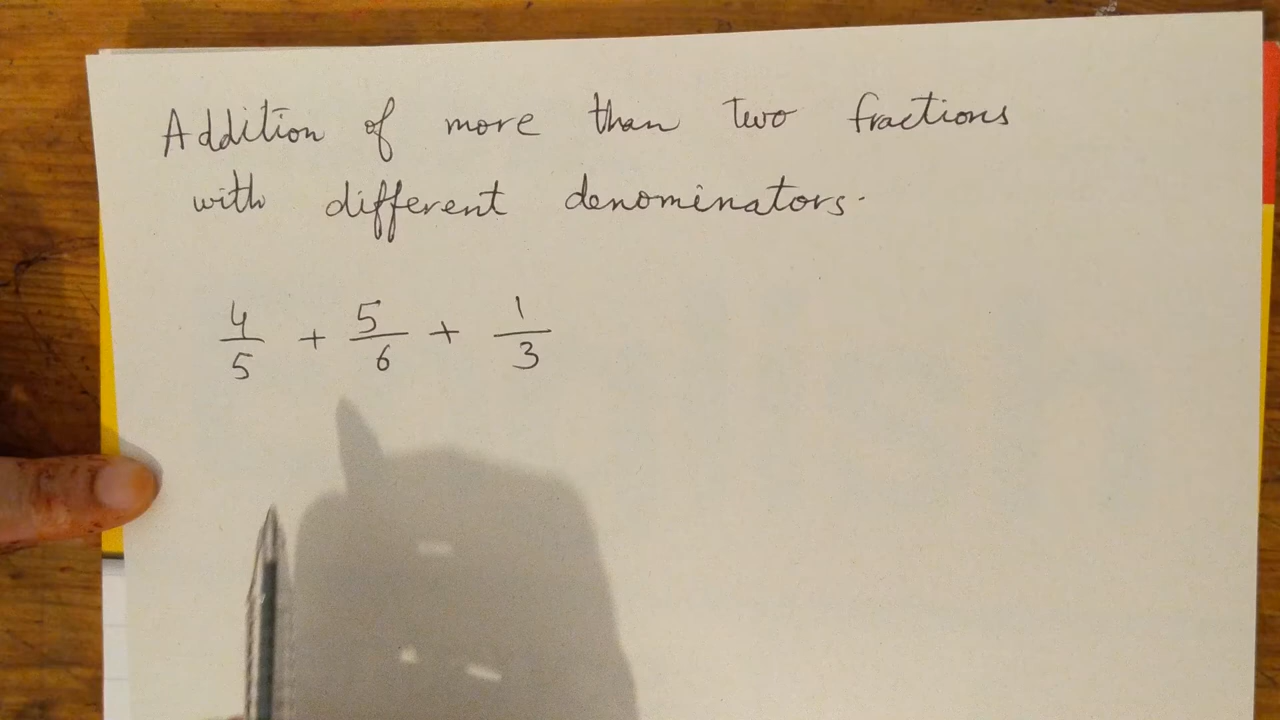 Addition of more than two fractions
with different denominators.
4/5 + 5/6 + 1/3